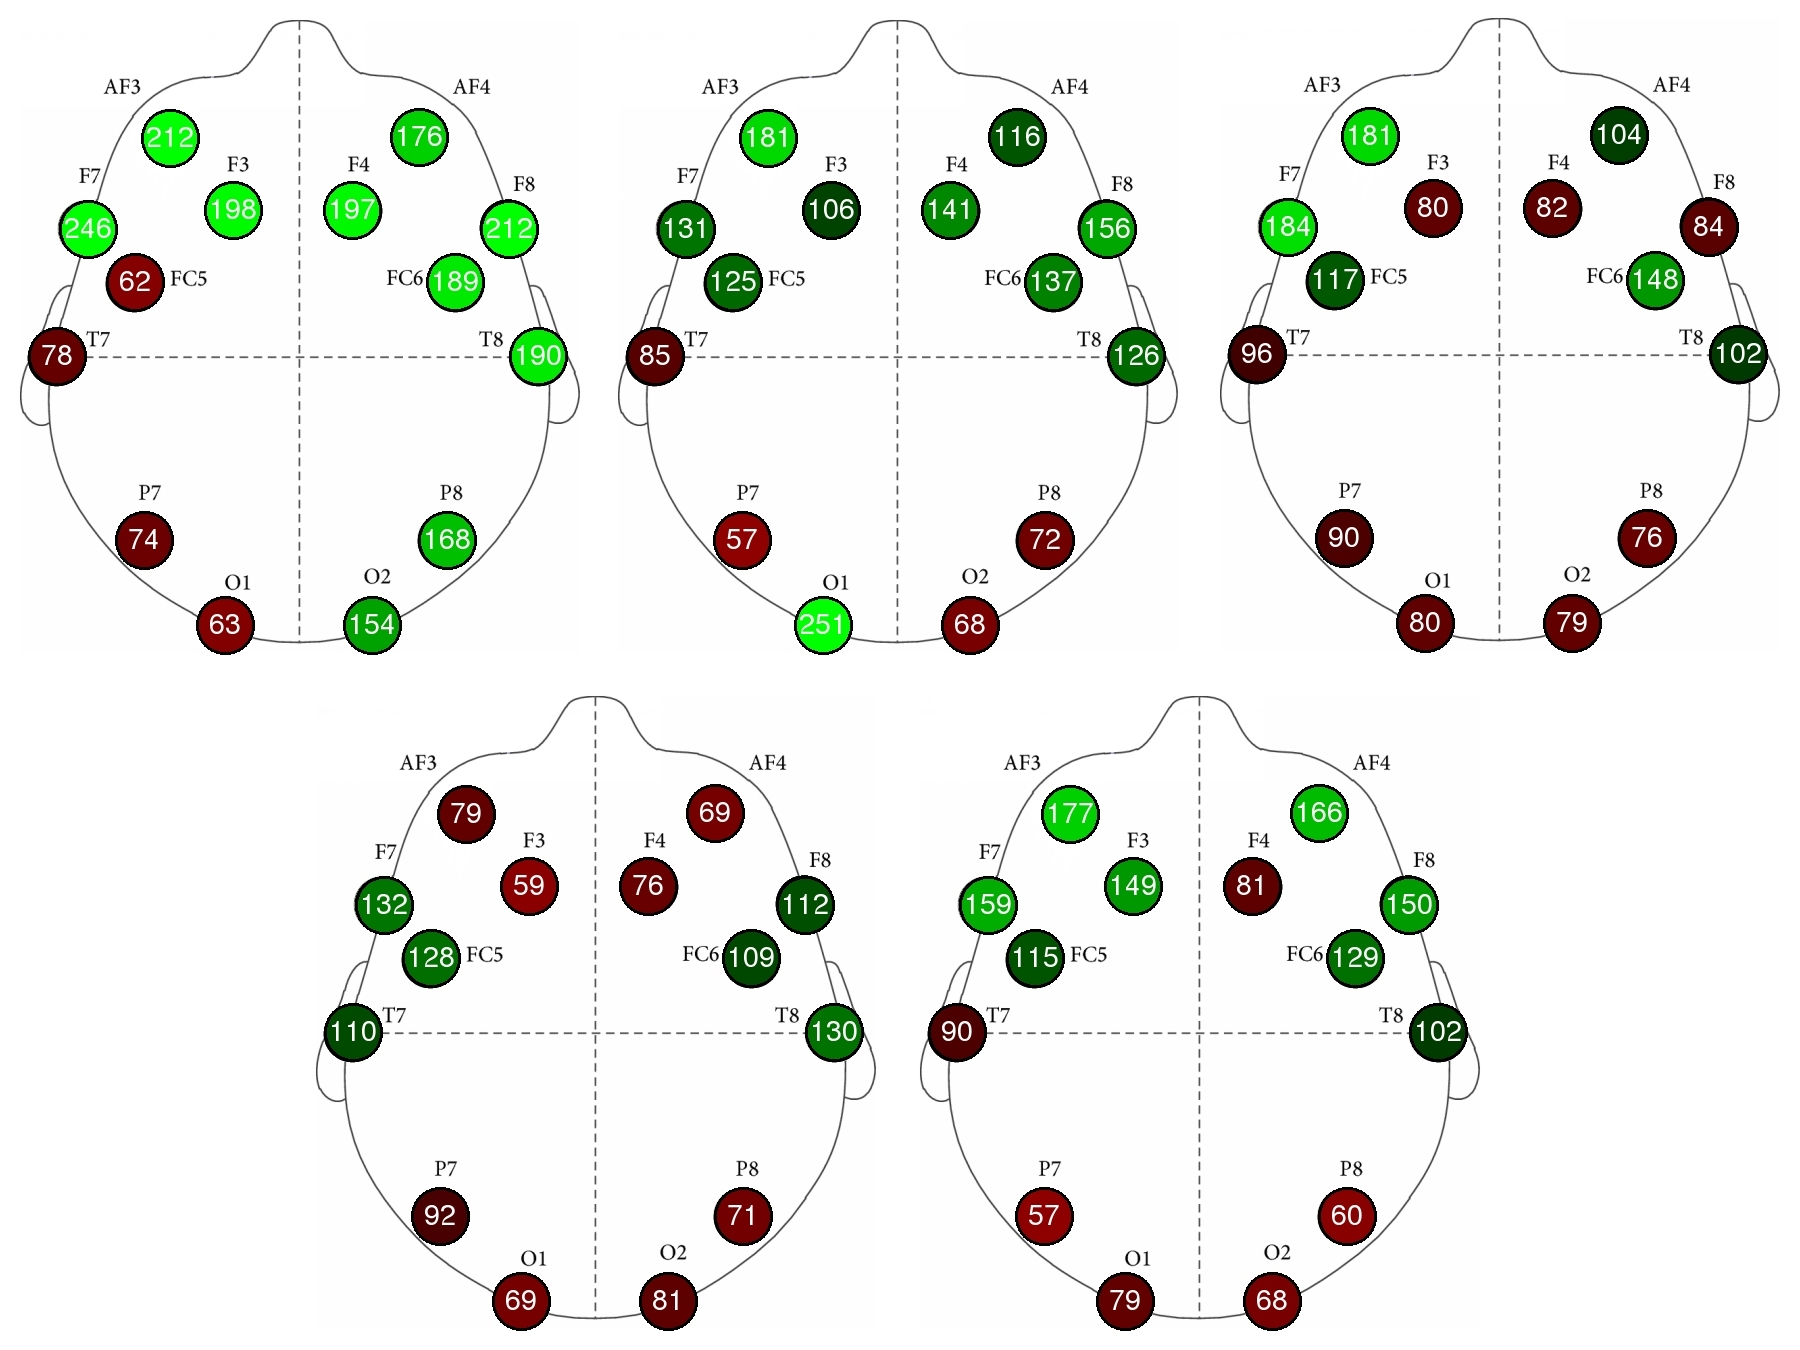 AF3 AF4
212 176
F7 F3 F4 F8
246 198 197 212
62 FC5 FC6 189
78 T7 T8 190
P7 P8
74 168
O1 O2
63 154
AF3 AF4
181 116
F7 F3 F4 F8
131 106 141 156
125 FC5 FC6 137
85 T7 T8 126
P7 P8
57 72
O1 O2
251 68
AF3 AF4
181 104
F7 F3 F4 F8
184 80 82 84
117 FC5 FC6 148
96 T7 T8 102
P7 P8
90 76
O1 O2
80 79
AF3 AF4
79 69
F7 F3 F4 F8
132 59 76 112
128 FC5 FC6 109
110 T7 T8 130
P7 P8
92 71
O1 O2
69 81
AF3 AF4
177 166
F7 F3 F4 F8
159 149 81 150
115 FC5 FC6 129
90 T7 T8 102
P7 P8
57 60
O1 O2
79 68